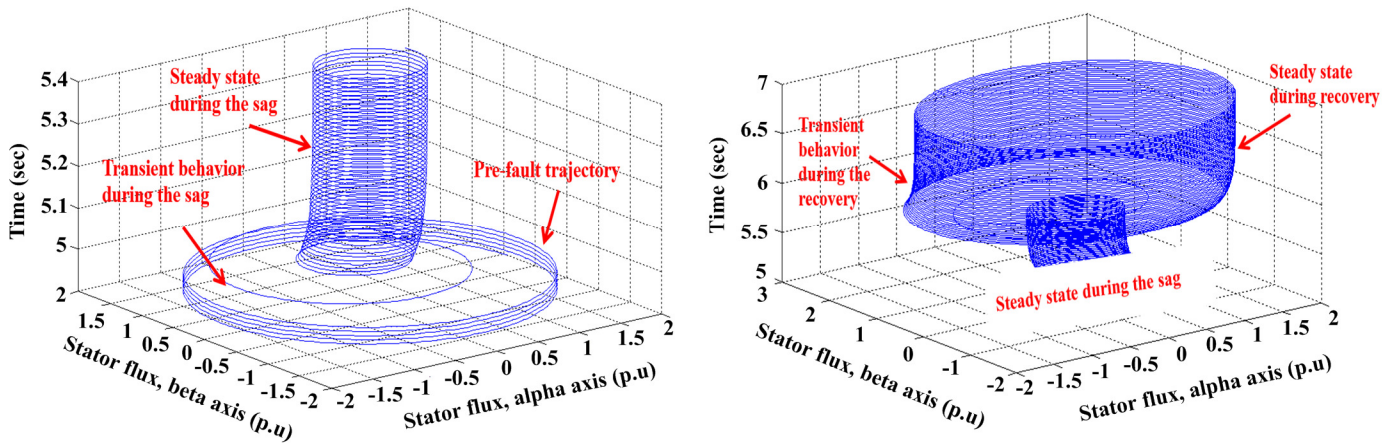 Steady state
during the sag
Transient behavior
during the sag
Pre-fault trajectory
Time (sec)
5.4
5.3
5.2
5.1
5
2
1.5
1
0.5
0
-0.5
-1
-1.5
-2
Stator flux, beta axis (p.u)
-2
-1.5
-1
-0.5
0
0.5
1
1.5
2
Stator flux, alpha axis (p.u)
Steady state
during recovery
Transient
behavior
during the
recovery
Steady state during the sag
Time (sec)
7
6.5
6
5.5
5
3
2
1
0
-1
-2
Stator flux, beta axis (p.u)
-2
-1.5
-1
-0.5
0
0.5
1
1.5
2
Stator flux, alpha axis (p.u)